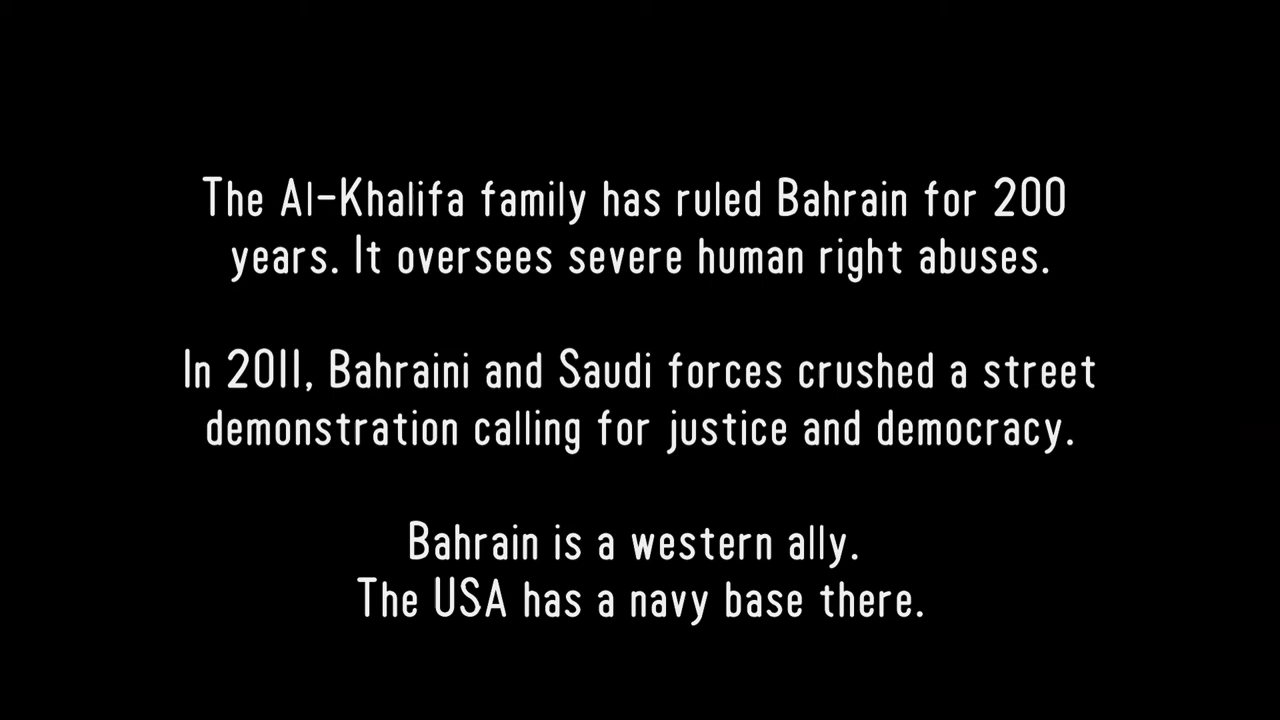 The Al-Khalifa family has ruled Bahrain for 200
years. It oversees severe human right abuses.
In 2011, Bahraini and Saudi forces crushed a street
demonstration calling for justice and democracy.
Bahrain is a western ally.
The USA has a navy base there.